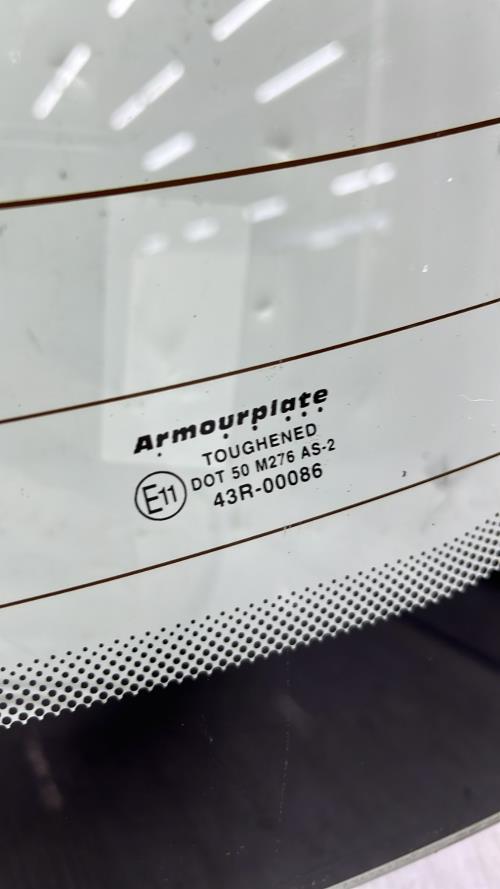 Armourplate
TOUGHENED
E11 DOT 50 M276 AS-2
43R-00086